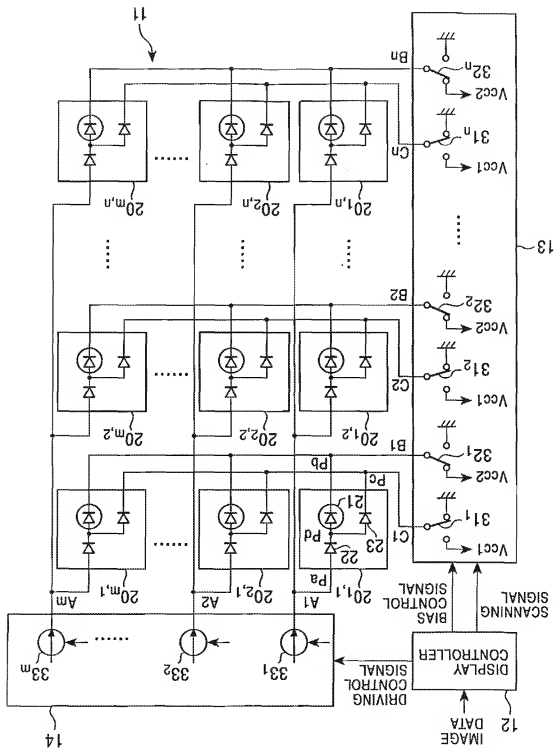 IMAGE DATA
12
14
DISPLAY CONTROLLER
DRIVING CONTROL SIGNAL
331
332
......
33m
SCANNING SIGNAL
BIAS CONTROL SIGNAL
A1
A2
Am
201,1
202,1
20m,1
Pa
22
Pd
23
21
Pc
Pb
......
Vcc1
311
C1
Vcc2
321
B1
201,2
202,2
20m,2
......
Vcc1
312
C2
Vcc2
322
B2
13
......
......
......
......
201,n
202,n
20m,n
......
Vcc1
31n
Cn
Vcc2
32n
Bn
11